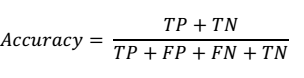 Accuracy = (TP + TN) / (TP + FP + FN + TN)